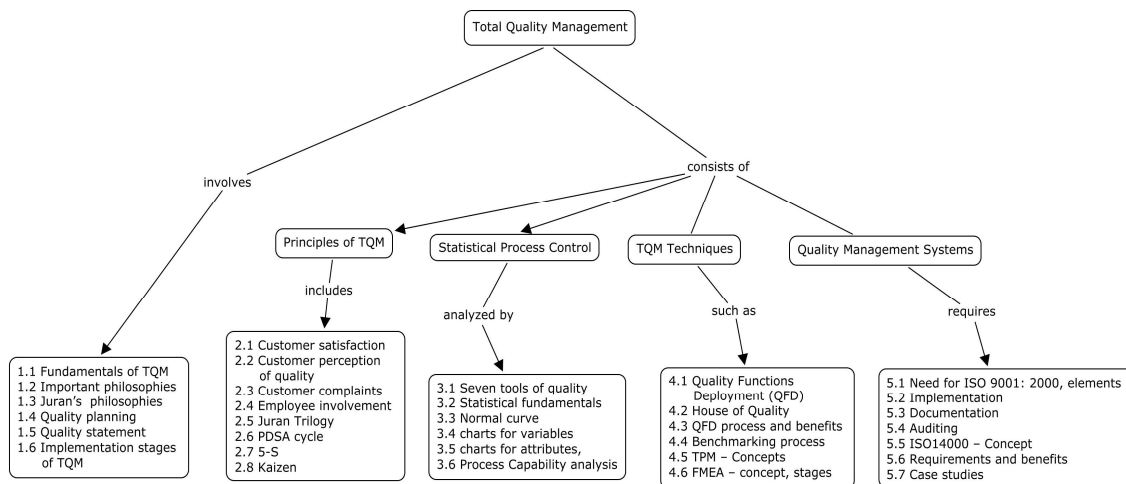 Total Quality Management
involves
consists of
Principles of TQM
Statistical Process Control
TQM Techniques
Quality Management Systems
includes
analyzed by
such as
requires
1.1 Fundamentals of TQM
1.2 Important philosophies
1.3 Juran's philosophies
1.4 Quality planning
1.5 Quality statement
1.6 Implementation stages
of TQM
2.1 Customer satisfaction
2.2 Customer perception
of quality
2.3 Customer complaints
2.4 Employee involvement
2.5 Juran Trilogy
2.6 PDSA cycle
2.7 5-S
2.8 Kaizen
3.1 Seven tools of quality
3.2 Statistical fundamentals
3.3 Normal curve
3.4 charts for variables
3.5 charts for attributes,
3.6 Process Capability analysis
4.1 Quality Functions
Deployment (QFD)
4.2 House of Quality
4.3 QFD process and benefits
4.4 Benchmarking process
4.5 TPM – Concepts
4.6 FMEA – concept, stages
5.1 Need for ISO 9001: 2000, elements
5.2 Implementation
5.3 Documentation
5.4 Auditing
5.5 ISO14000 – Concept
5.6 Requirements and benefits
5.7 Case studies